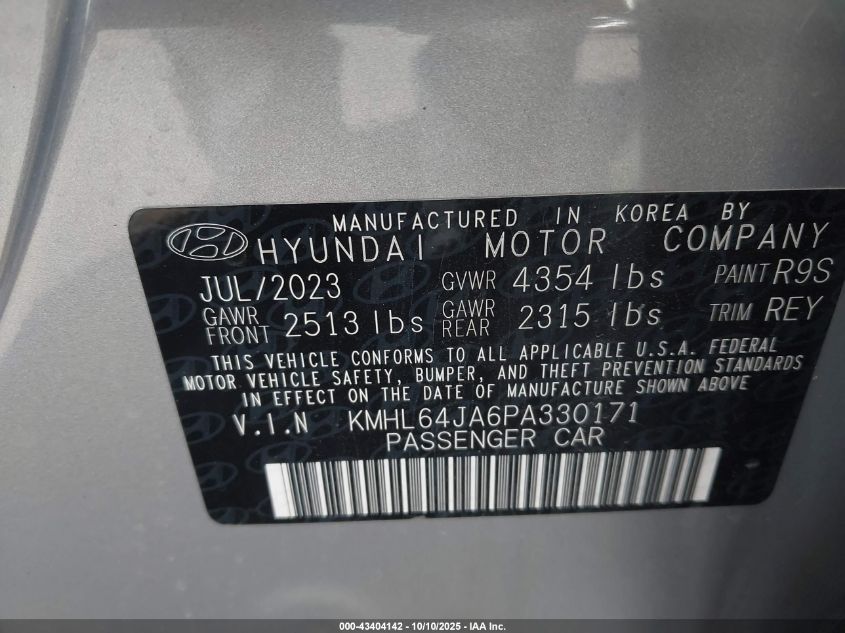 MANUFACTURED IN KOREA BY
HYUNDAI MOTOR COMPANY
JUL/2023 GVWR 4354 lbs PAINT R9S
GAWR FRONT 2513 lbs GAWR REAR 2315 lbs TRIM REY
THIS VEHICLE CONFORMS TO ALL APPLICABLE U.S.A. FEDERAL
MOTOR VEHICLE SAFETY, BUMPER, AND THEFT PREVENTION STANDARDS
IN EFFECT ON THE DATE OF MANUFACTURE SHOWN ABOVE
V.I.N KMHL64JA6PA330171
PASSENGER CAR
000-43404142 - 10/10/2025 - IAA Inc.